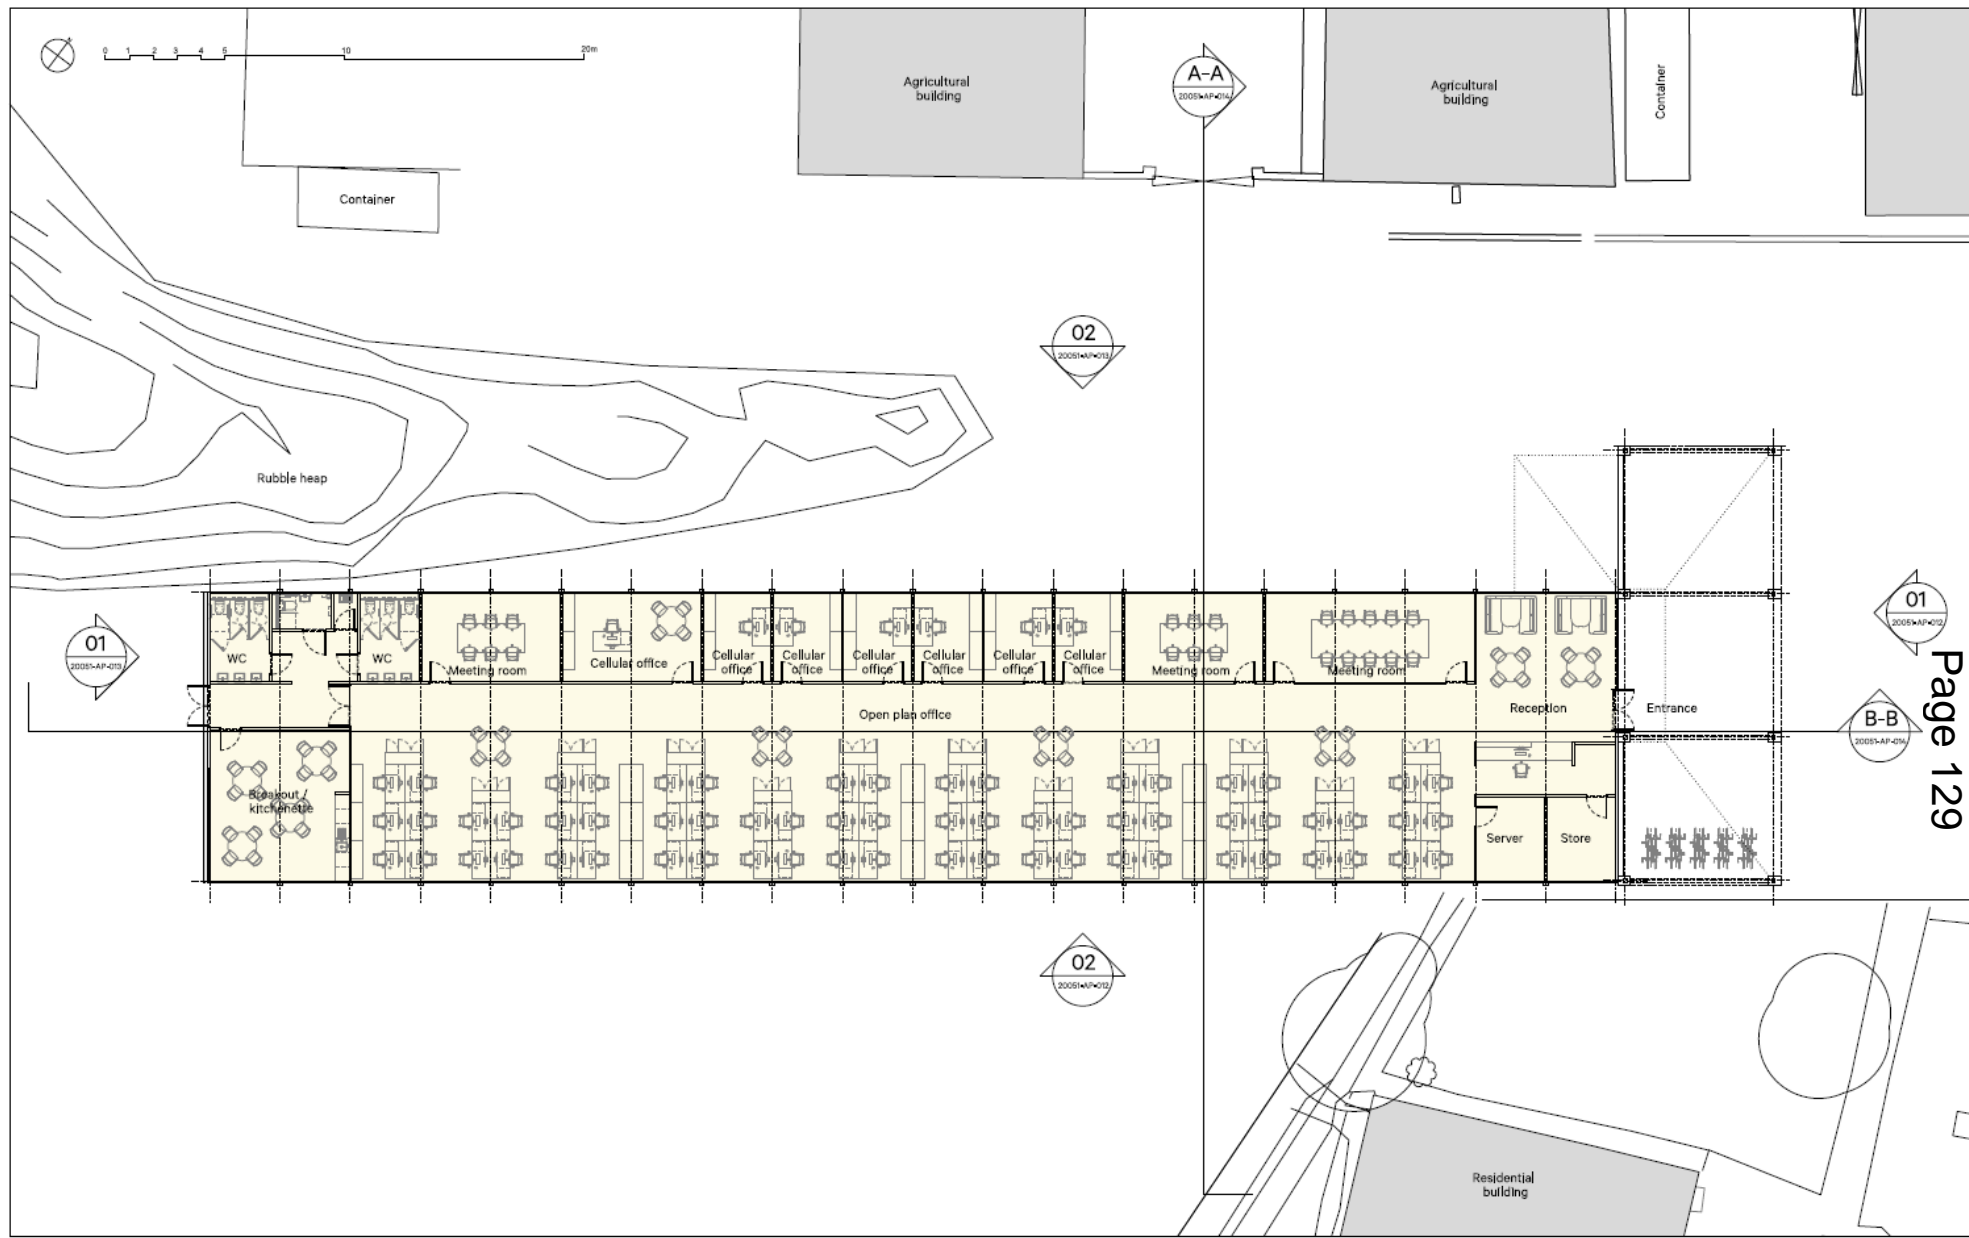 0 1 2 3 4 5 10 20m
Agricultural
building
A-A
20051-AP-014
Agricultural
building
Container
Container
02
20051-AP-013
Rubble heap
01
20051-AP-013
WC
WC
Meeting room
Cellular office
Cellular
office
Cellular
office
Cellular
office
Cellular
office
Cellular
office
Cellular
office
Meeting room
Meeting room
01
20051-AP-012
Open plan office
Reception
Entrance
B-B
20051-AP-014
Page 129
Breakout /
kitchenette
Server
Store
02
20051-AP-012
Residential
building